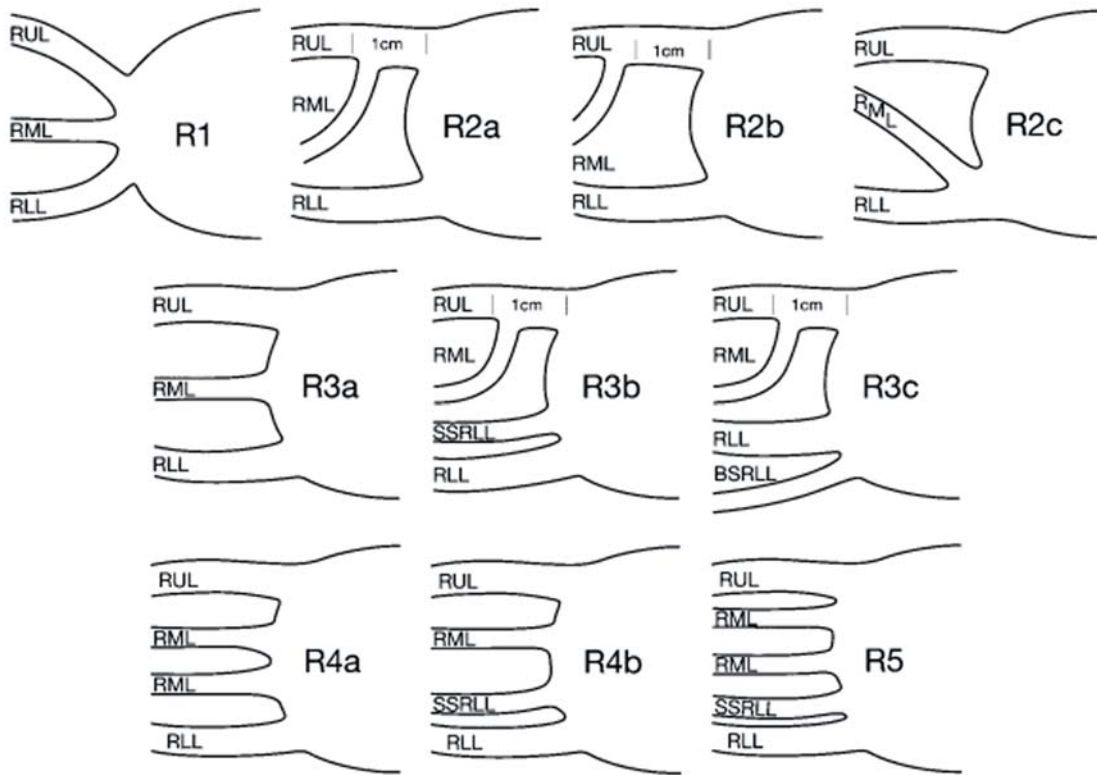 RUL
RML
RLL
R1
RUL
1cm
RML
RLL
R2a
RUL
1cm
RML
RLL
R2b
RUL
RML
RLL
R2c
RUL
RML
RLL
R3a
RUL
1cm
RML
SSRLL
RLL
R3b
RUL
1cm
RML
RLL
BSRLL
R3c
RUL
RML
RML
RLL
R4a
RUL
RML
SSRLL
RLL
R4b
RUL
RML
RML
SSRLL
RLL
R5